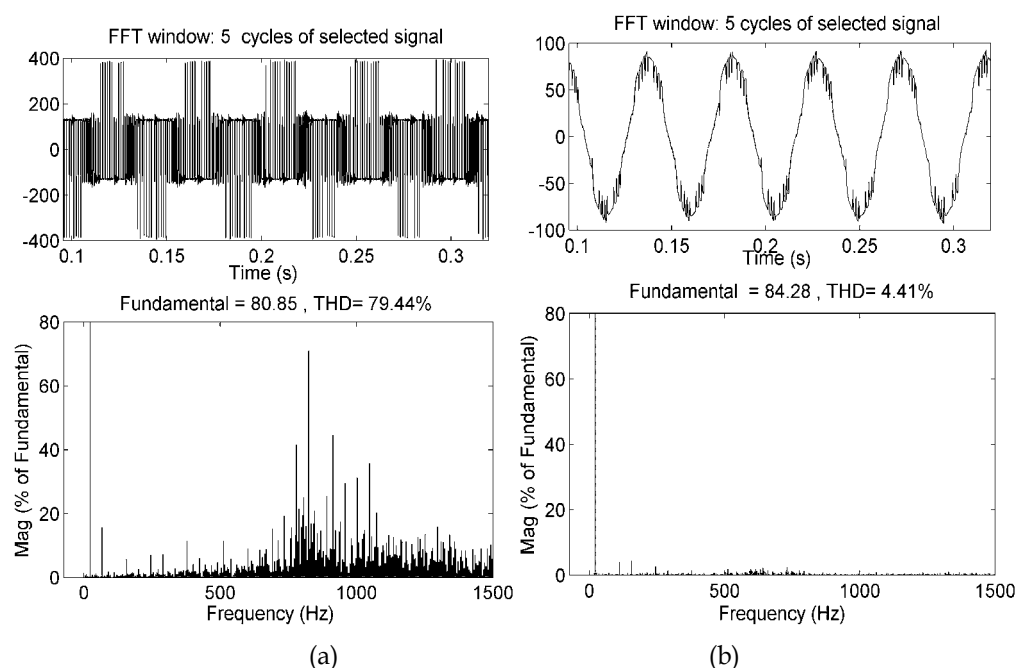 FFT window: 5 cycles of selected signal
400
200
0
-200
-400
0.1 0.15 0.2 0.25 0.3
Time (s)
Fundamental = 80.85 , THD= 79.44%
80
60
40
20
0
Mag (% of Fundamental)
0 500 1000 1500
Frequency (Hz)
(a)
FFT window: 5 cycles of selected signal
100
50
0
-50
-100
0.1 0.15 0.2 0.25 0.3
Time (s)
Fundamental = 84.28 , THD= 4.41%
80
60
40
20
0
Mag (% of Fundamental)
0 500 1000 1500
Frequency (Hz)
(b)